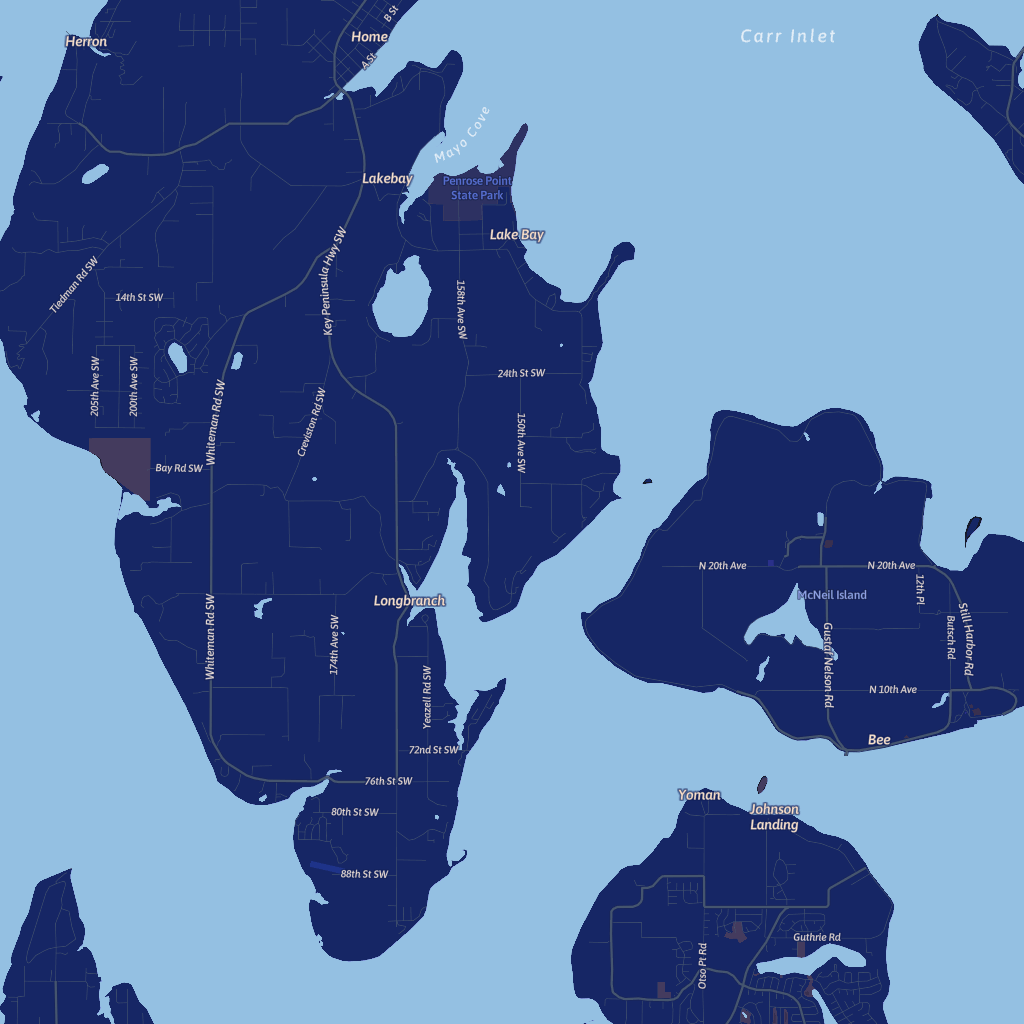 B St
Home
Carr Inlet
Herron
A St
Mayo Cove
Lakebay
Penrose Point
State Park
Lake Bay
Key Peninsula Hwy SW
Tiedman Rd SW
14th St SW
158th Ave SW
205th Ave SW
200th Ave SW
24th St SW
Whiteman Rd SW
Creviston Rd SW
150th Ave SW
Bay Rd SW
N 20th Ave
N 20th Ave
12th Pl
McNeil Island
Longbranch
Whiteman Rd SW
174th Ave SW
Gustaf Nelson Rd
Butsch Rd
Still Harbor Rd
Yeazell Rd SW
N 10th Ave
72nd St SW
Bee
76th St SW
Yoman
80th St SW
Johnson
Landing
88th St SW
Guthrie Rd
Otso Pt Rd